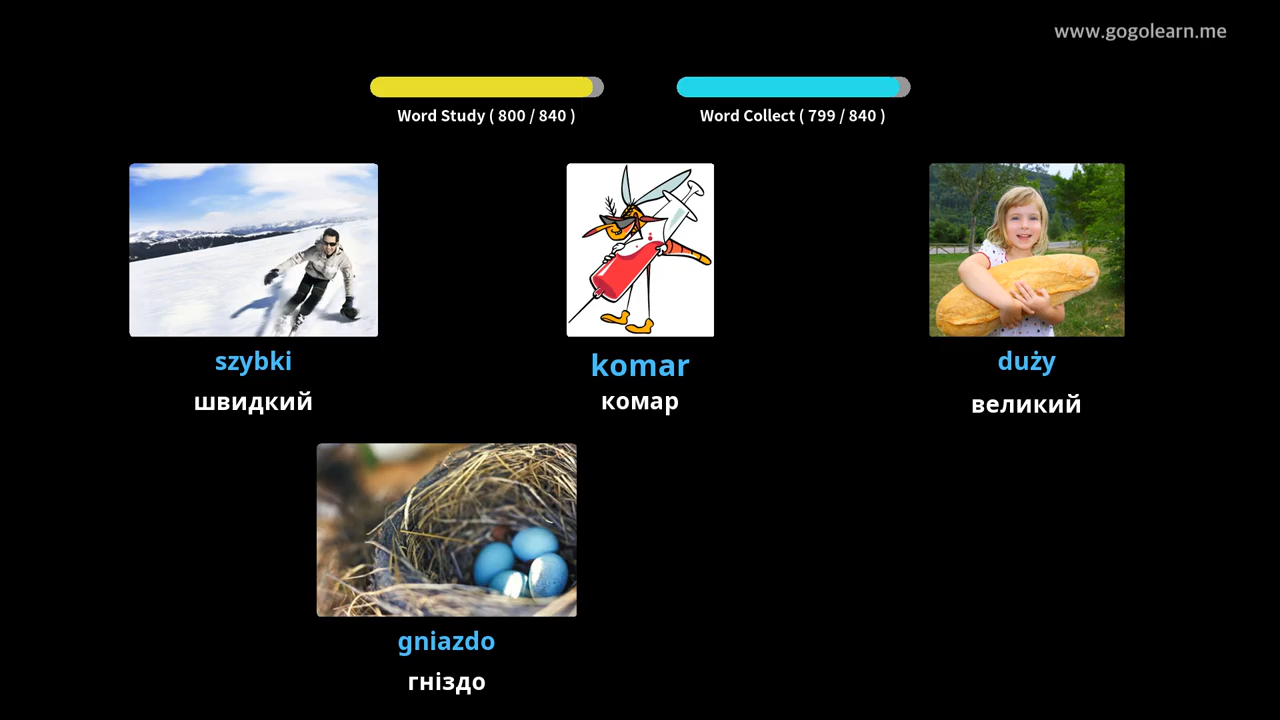 www.gogolearn.me
Word Study ( 800 / 840 )
Word Collect ( 799 / 840 )
szybki
komar
duży
швидкий
комар
великий
gniazdo
гніздо